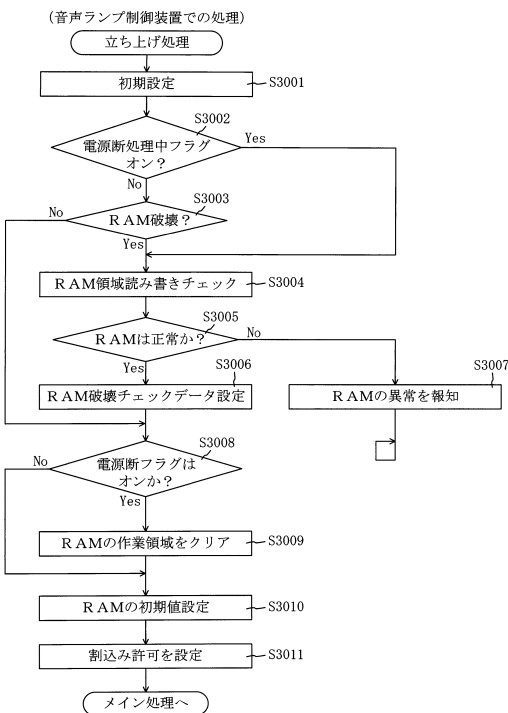 (音声ランプ制御装置での処理)
立ち上げ処理
初期設定
S3001
S3002
電源断処理中フラグ
オン?
Yes
No
S3003
RAM破壊?
No
Yes
RAM領域読み書きチェック
S3004
S3005
RAMは正常か?
No
Yes
S3006
RAM破壊チェックデータ設定
S3007
RAMの異常を報知
S3008
電源断フラグは
オンか?
No
Yes
RAMの作業領域をクリア
S3009
RAMの初期値設定
S3010
割込み許可を設定
S3011
メイン処理へ